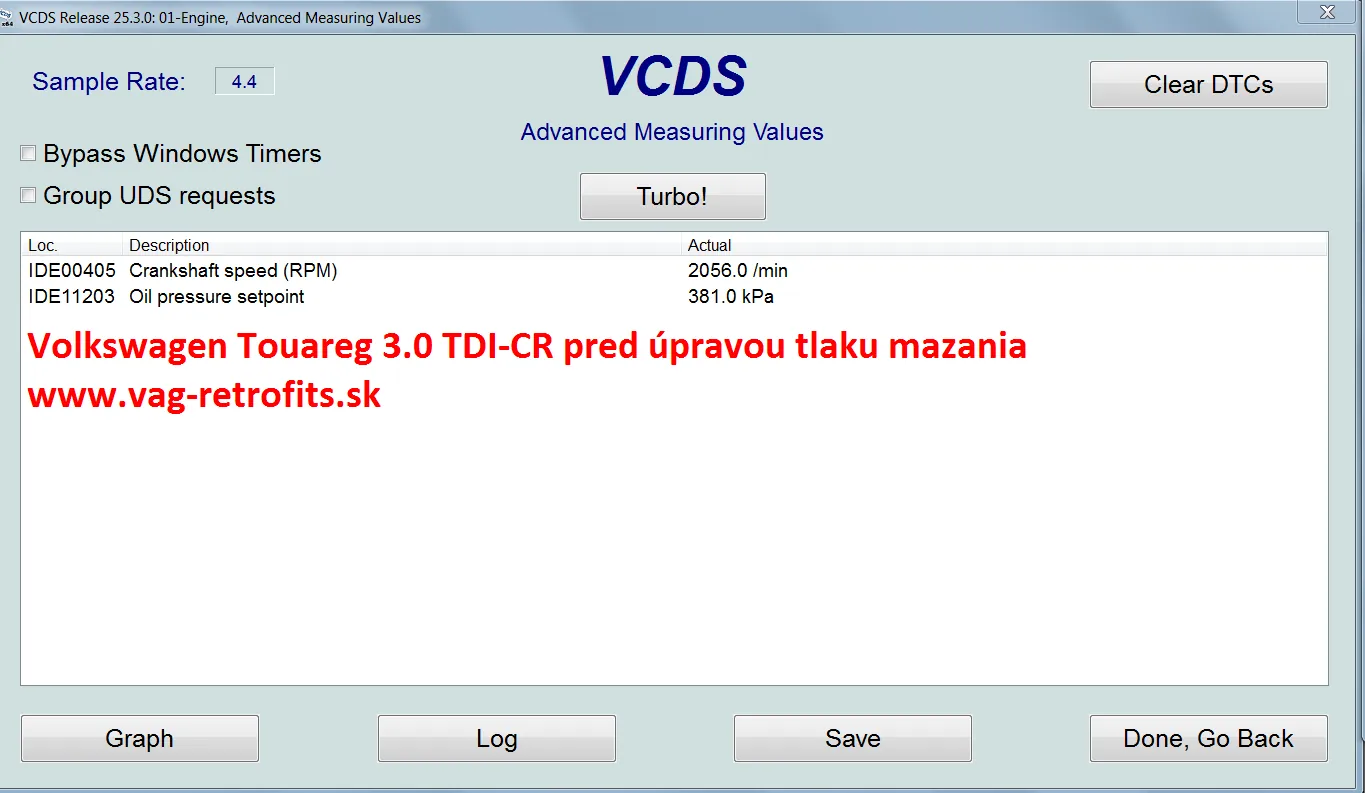 VCDS Release 25.3.0: 01-Engine,  Advanced Measuring Values
Sample Rate: 4.4
VCDS
Clear DTCs
Advanced Measuring Values
Bypass Windows Timers
Group UDS requests
Turbo!
Loc. Description Actual
IDE00405 Crankshaft speed (RPM) 2056.0 /min
IDE11203 Oil pressure setpoint 381.0 kPa
Volkswagen Touareg 3.0 TDI-CR pred úpravou tlaku mazania
www.vag-retrofits.sk
Graph Log Save Done, Go Back